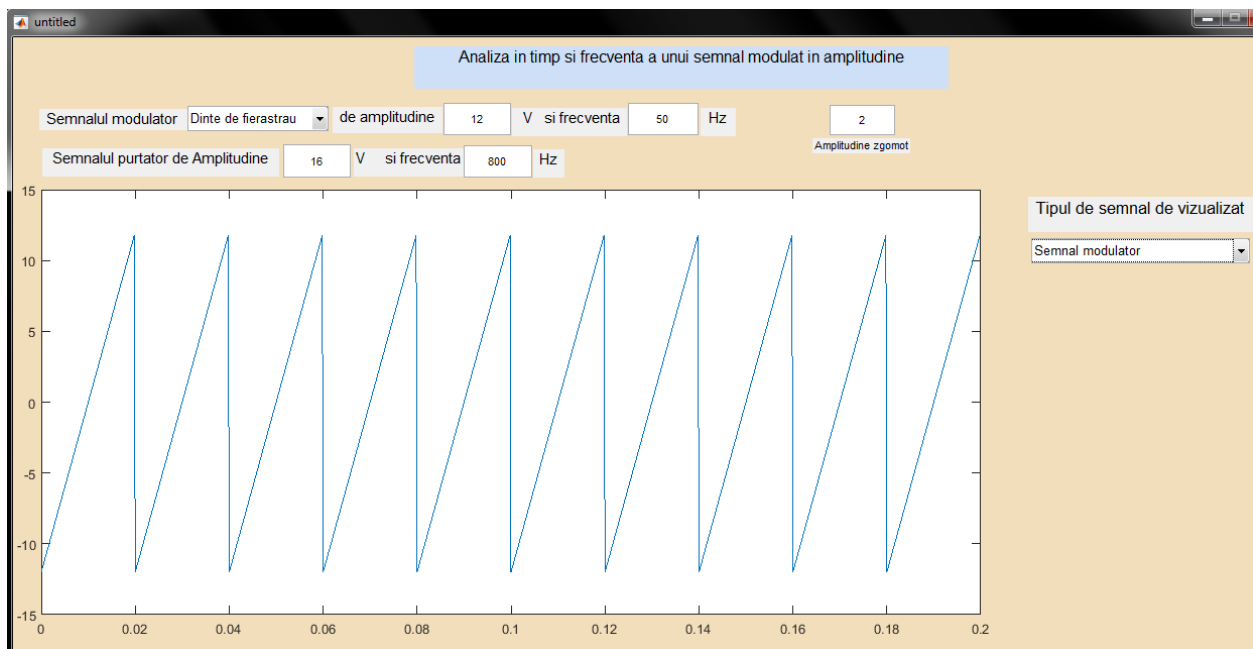 untitled
Analiza in timp si frecventa a unui semnal modulat in amplitudine
Semnalul modulator Dinte de fierastrau de amplitudine 12 V si frecventa 50 Hz 2
Amplitudine zgomot
Semnalul purtator de Amplitudine 16 V si frecventa 800 Hz
Tipul de semnal de vizualizat
Semnal modulator
15
10
5
0
-5
-10
-15
0 0.02 0.04 0.06 0.08 0.1 0.12 0.14 0.16 0.18 0.2